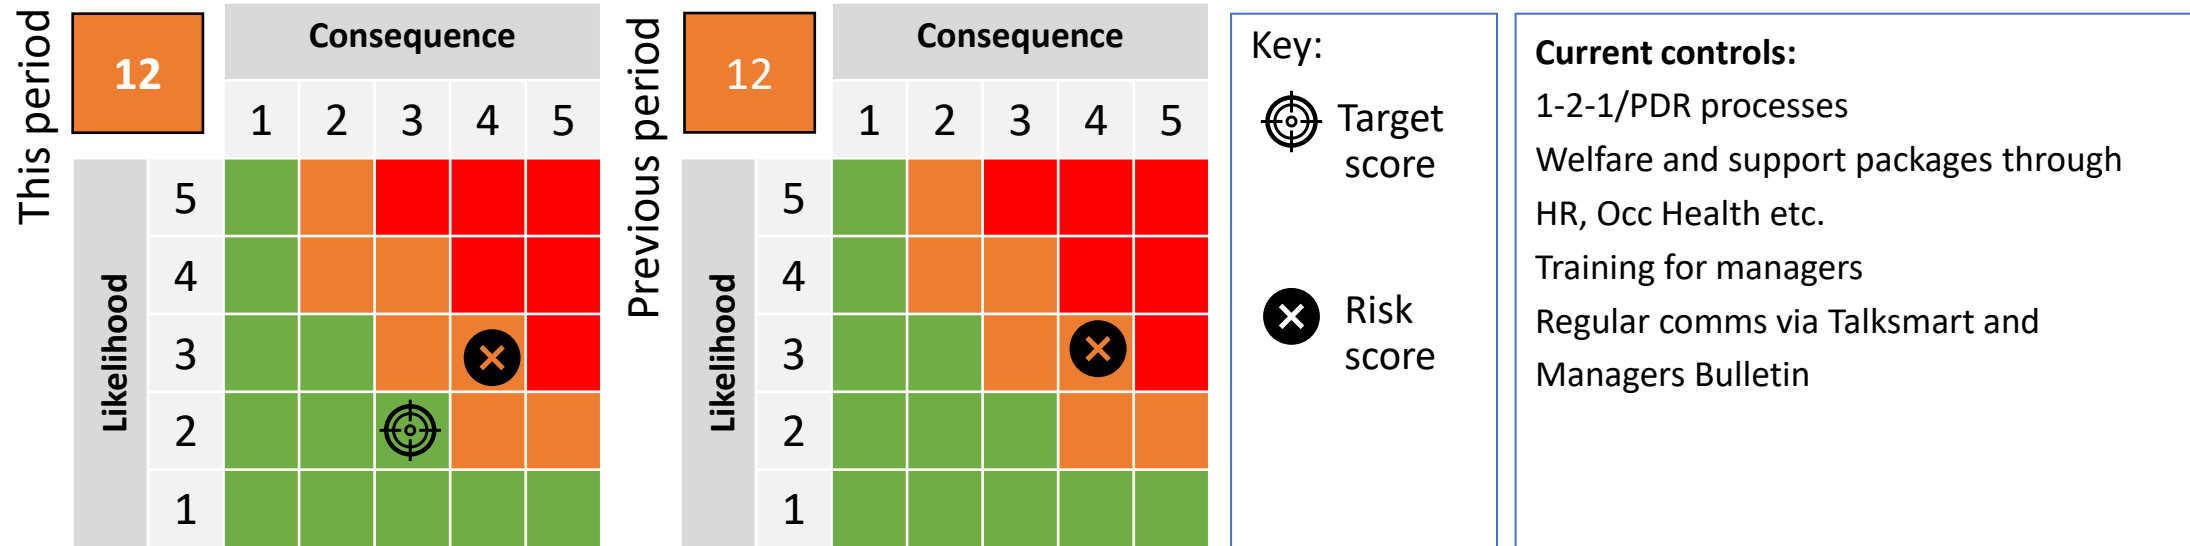 This period
12
Consequence
1 2 3 4 5
Likelihood
5
4
3
2
1
Previous period
12
Consequence
1 2 3 4 5
Likelihood
5
4
3
2
1
Key:
Target
score
Risk
score
Current controls:
1-2-1/PDR processes
Welfare and support packages through
HR, Occ Health etc.
Training for managers
Regular comms via Talksmart and
Managers Bulletin